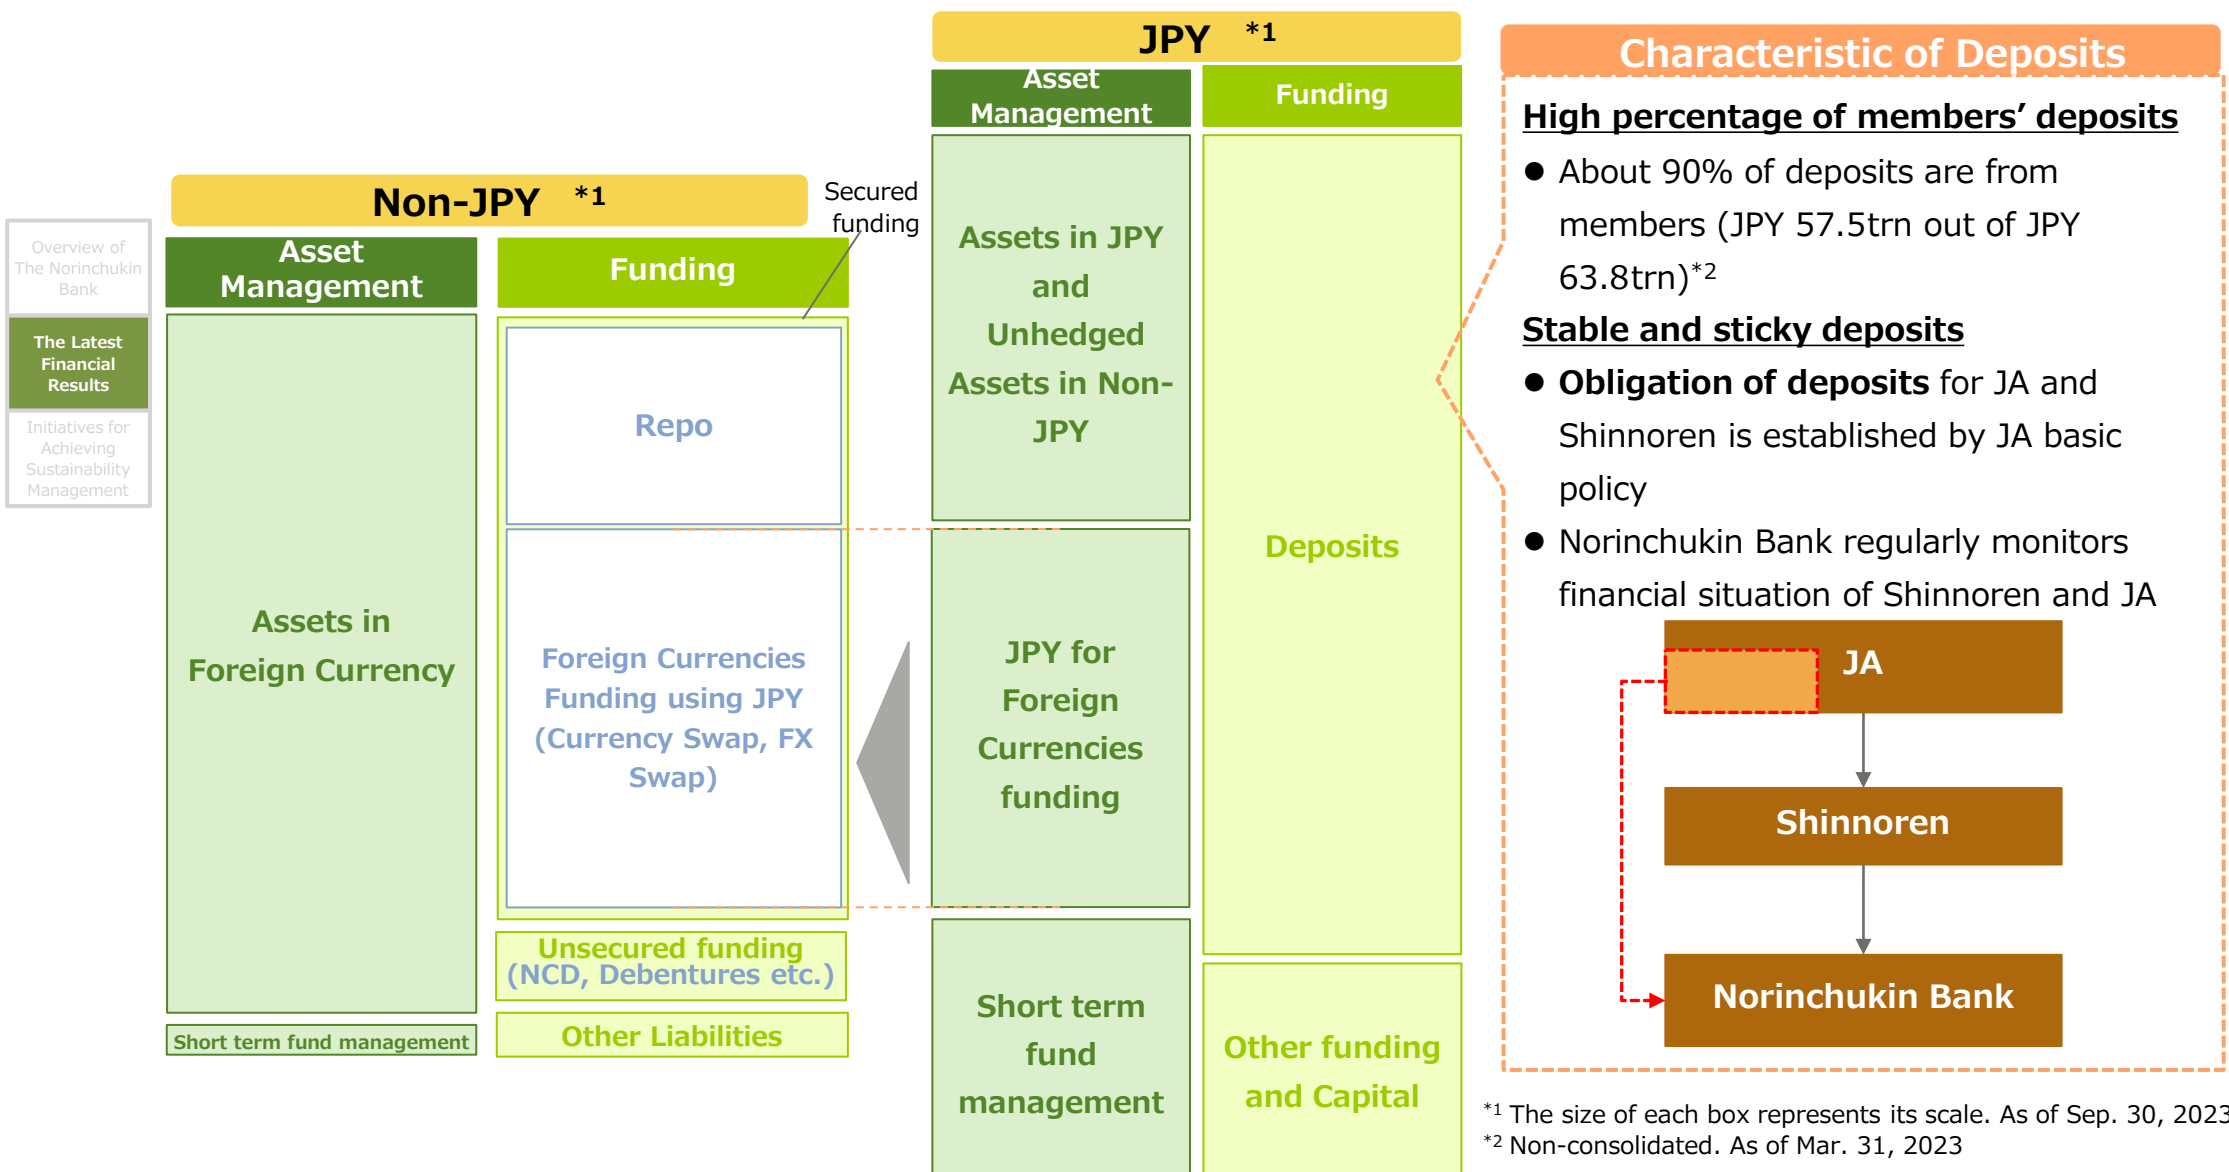 Overview of
The Norinchukin
Bank
The Latest
Financial
Results
Initiatives for
Achieving
Sustainability
Management
Non-JPY *1
Asset
Management
Funding
Secured
funding
Assets in
Foreign Currency
Short term fund management
Repo
Foreign Currencies
Funding using JPY
(Currency Swap, FX
Swap)
Unsecured funding
(NCD, Debentures etc.)
Other Liabilities
JPY *1
Asset
Management
Funding
Assets in JPY
and
Unhedged
Assets in Non-
JPY
JPY for
Foreign
Currencies
funding
Short term
fund
management
Deposits
Other funding
and Capital
Characteristic of Deposits
High percentage of members’ deposits
● About 90% of deposits are from
members (JPY 57.5trn out of JPY
63.8trn)*2
Stable and sticky deposits
● Obligation of deposits for JA and
Shinnoren is established by JA basic
policy
● Norinchukin Bank regularly monitors
financial situation of Shinnoren and JA
JA
Shinnoren
Norinchukin Bank
*1 The size of each box represents its scale. As of Sep. 30, 2023
*2 Non-consolidated. As of Mar. 31, 2023